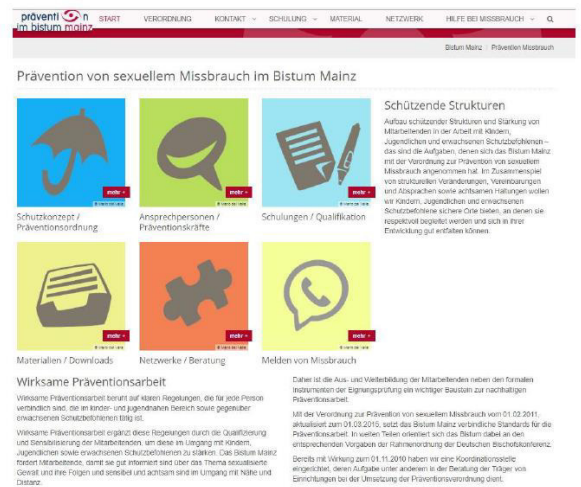 präventi n
im bistum mainz
START VERORDNUNG KONTAKT SCHULUNG MATERIAL NETZWERK HILFE BEI MISSBRAUCH
Bistum Mainz Prävention Missbrauch
Prävention von sexuellem Missbrauch im Bistum Mainz
mehr
mehr
mehr
Schutzkonzept /
Präventionsordnung
Ansprechpersonen /
Präventionskräfte
Schulungen / Qualifikation
mehr
mehr
mehr
Materialien / Downloads
Netzwerke / Beratung
Melden von Missbrauch
Schützende Strukturen
Aufbau schützender Strukturen und Stärkung von
Mitarbeitenden in der Arbeit mit Kindern,
Jugendlichen und erwachsenen Schutzbefohlenen –
das sind die Aufgaben, denen sich das Bistum Mainz
mit der Verordnung zur Prävention von sexuellem
Missbrauch angenommen hat. Im Zusammenspiel
von strukturellen Veränderungen, Vereinbarungen
und Absprachen sowie achtsamen Haltungen wollen
wir Kindern, Jugendlichen und erwachsenen
Schutzbefohlene sichere Orte bieten, an denen sie
respektvoll begleitet werden und sich in ihrer
Entwicklung gut entfalten können.
Wirksame Präventionsarbeit
Wirksame Präventionsarbeit beruht auf klaren Regelungen, die für jede Person
verbindlich sind, die im kinder- und jugendnahen Bereich sowie gegenüber
erwachsenen Schutzbefohlenen tätig ist.
Wirksame Präventionsarbeit ergänzt diese Regelungen durch die Qualifizierung
und Sensibilisierung der Mitarbeitenden, um diese im Umgang mit Kindern,
Jugendlichen sowie erwachsenen Schutzbefohlenen zu stärken. Das Bistum Mainz
fördert Mitarbeitende, damit sie gut informiert sind über das Thema sexualisierte
Gewalt und ihre Folgen und sensibel und achtsam sind im Umgang mit Nähe und
Distanz.
Daher ist die Aus- und Weiterbildung der Mitarbeitenden neben den formalen
Instrumenten der Eignungsprüfung ein wichtiger Baustein zur nachhaltigen
Präventionsarbeit.
Mit der Verordnung zur Prävention von sexuellem Missbrauch vom 01.02.2011,
aktualisiert zum 01.03.2015, setzt das Bistum Mainz verbindliche Standards für die
Präventionsarbeit. In weiten Teilen orientiert sich das Bistum dabei an den
entsprechenden Vorgaben der Rahmenordnung der Deutschen Bischofskonferenz.
Bereits mit Wirkung zum 01.11.2010 haben wir eine Koordinationsstelle
eingerichtet, deren Aufgabe unter anderem in der Beratung der Träger von
Einrichtungen bei der Umsetzung der Präventionsverordnung dient.